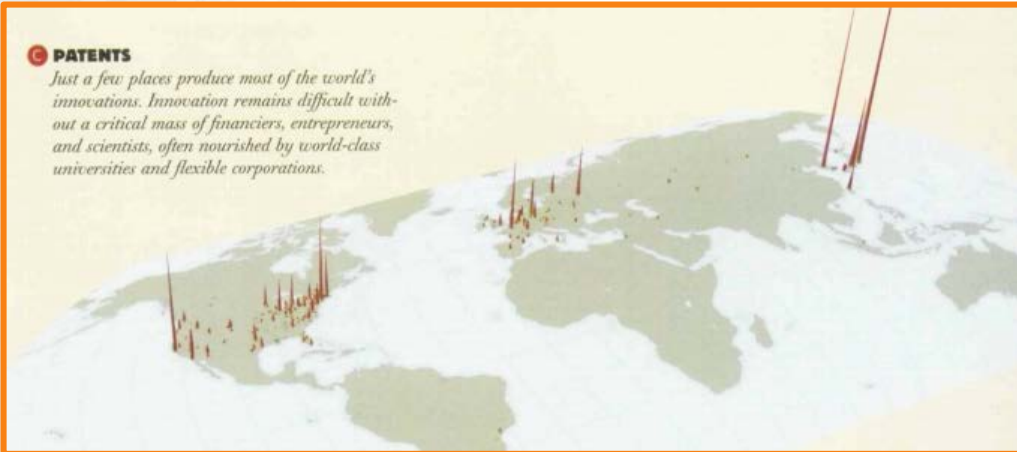 C PATENTS
Just a few places produce most of the world's
innovations. Innovation remains difficult with-
out a critical mass of financiers, entrepreneurs,
and scientists, often nourished by world-class
universities and flexible corporations.